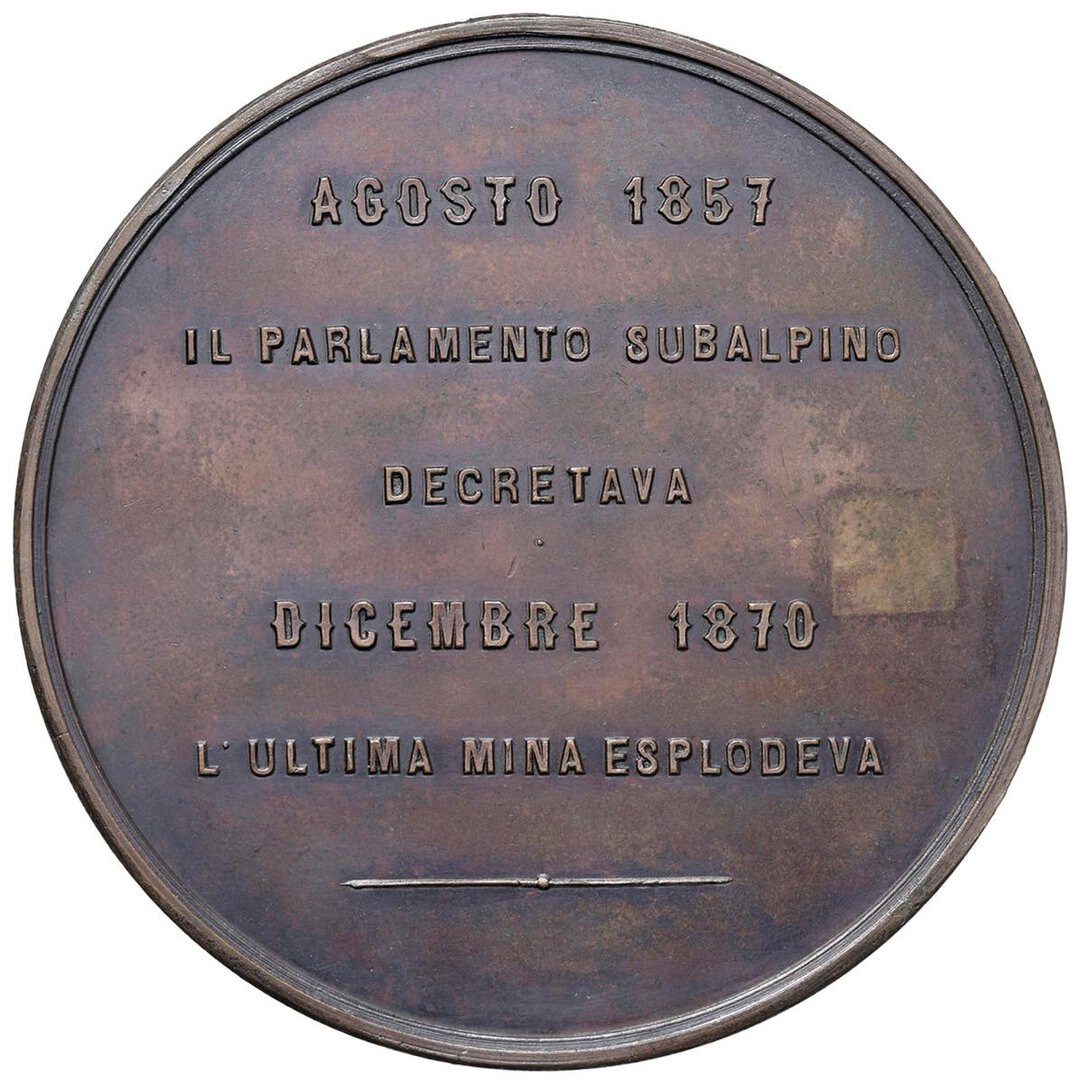 AGOSTO 1857
IL PARLAMENTO SUBALPINO
DECRETAVA
DICEMBRE 1870
L'ULTIMA MINA ESPLODEVA